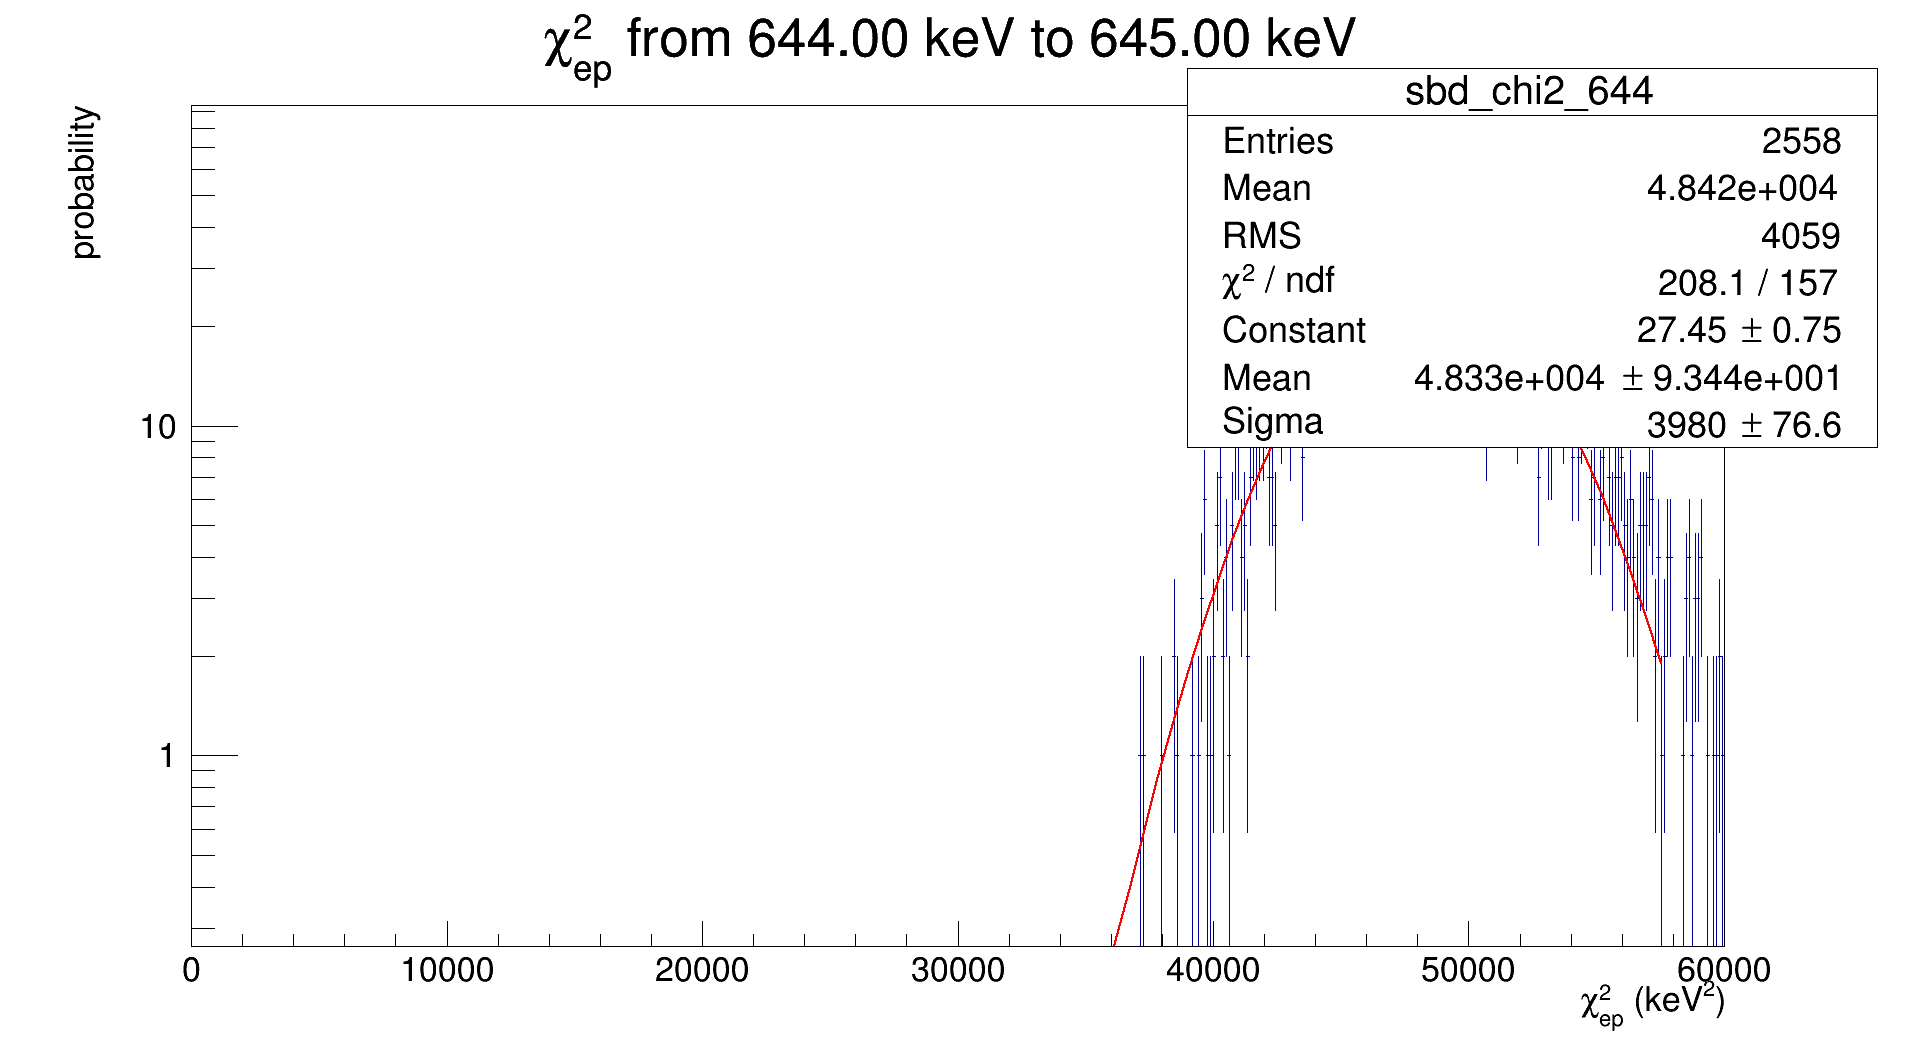 χ²ep from 644.00 keV to 645.00 keV
probability
sbd_chi2_644
Entries 2558
Mean 4.842e+004
RMS 4059
χ² / ndf 208.1 / 157
Constant 27.45 ± 0.75
Mean 4.833e+004 ± 9.344e+001
Sigma 3980 ± 76.6
10
1
0 10000 20000 30000 40000 50000 60000
χ²ep (keV²)